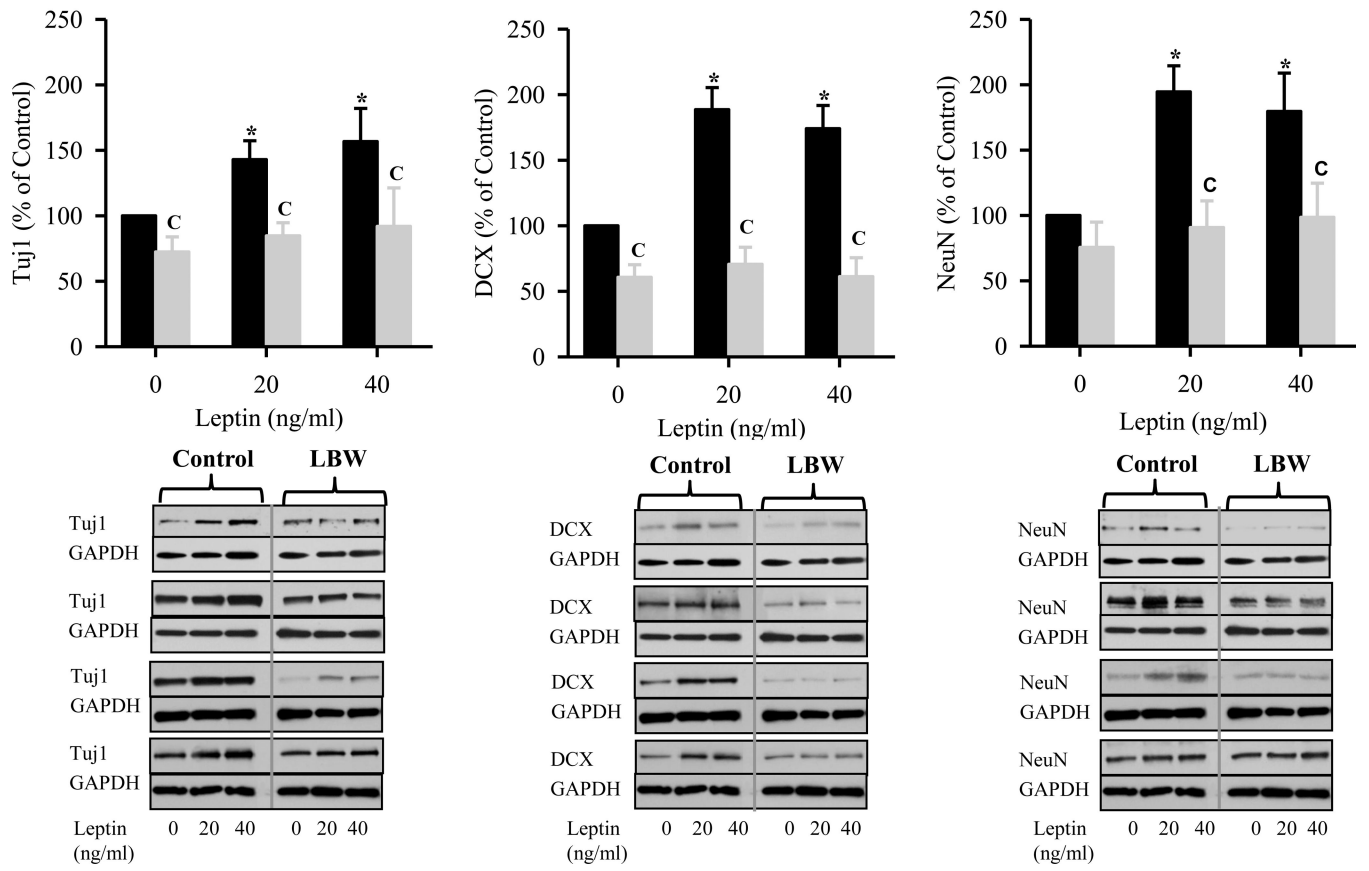 250
200
150
100
50
0
Tuj1 (% of Control)
*
*
C
C
C
0 20 40
Leptin (ng/ml)
250
200
150
100
50
0
DCX (% of Control)
*
*
C
C
C
0 20 40
Leptin (ng/ml)
250
200
150
100
50
0
NeuN (% of Control)
*
*
C
C
0 20 40
Leptin (ng/ml)
Control LBW
Tuj1
GAPDH
Tuj1
GAPDH
Tuj1
GAPDH
Tuj1
GAPDH
Leptin 0 20 40 0 20 40
(ng/ml)
Control LBW
DCX
GAPDH
DCX
GAPDH
DCX
GAPDH
DCX
GAPDH
Leptin 0 20 40 0 20 40
(ng/ml)
Control LBW
NeuN
GAPDH
NeuN
GAPDH
NeuN
GAPDH
NeuN
GAPDH
Leptin 0 20 40 0 20 40
(ng/ml)